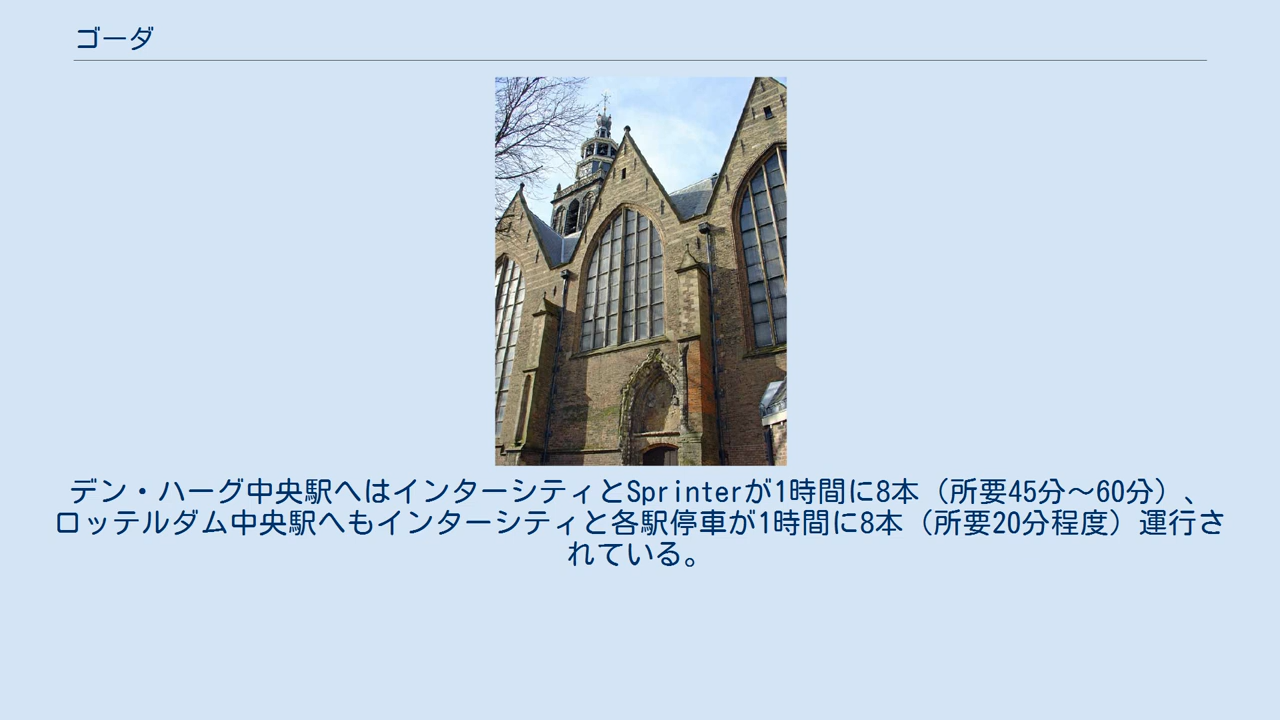 ゴーダ
デン・ハーグ中央駅へはインターシティとSprinterが1時間に8本（所要45分～60分）、
ロッテルダム中央駅へもインターシティと各駅停車が1時間に8本（所要20分程度）運行さ
れている。